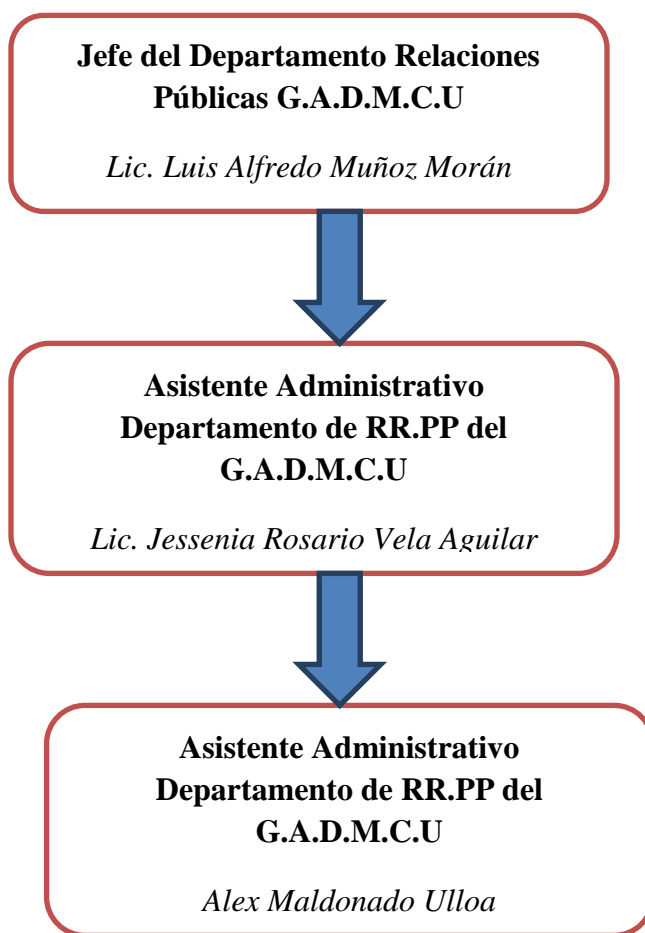 Jefe del Departamento Relaciones
Públicas G.A.D.M.C.U
Lic. Luis Alfredo Muñoz Morán
Asistente Administrativo
Departamento de RR.PP del
G.A.D.M.C.U
Lic. Jessenia Rosario Vela Aguilar
Asistente Administrativo
Departamento de RR.PP del
G.A.D.M.C.U
Alex Maldonado Ulloa